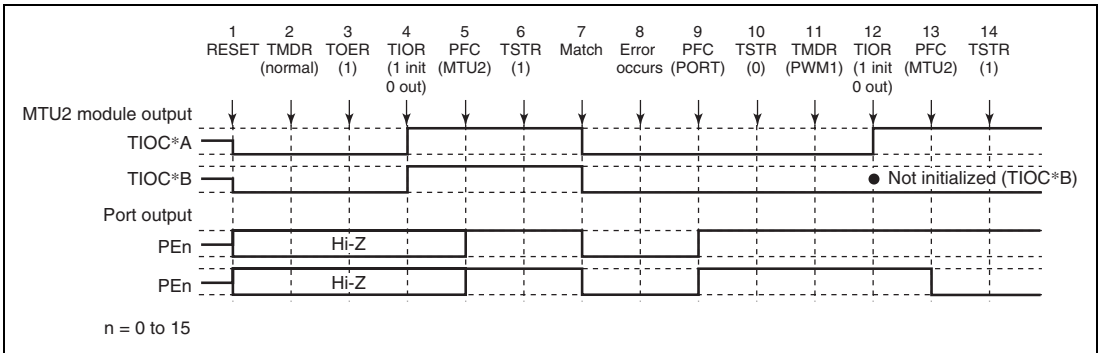 1 2 3 4 5 6 7 8 9 10 11 12 13 14
RESET TMDR TOER TIOR PFC TSTR Match Error PFC TSTR TMDR TIOR PFC TSTR
(normal) (1) (1 init (MTU2) (1) occurs (PORT) (0) (PWM1) (1 init (MTU2) (1)
0 out) 0 out)
MTU2 module output
TIOC*A
TIOC*B
● Not initialized (TIOC*B)
Port output
PEn
Hi-Z
PEn
Hi-Z
n = 0 to 15